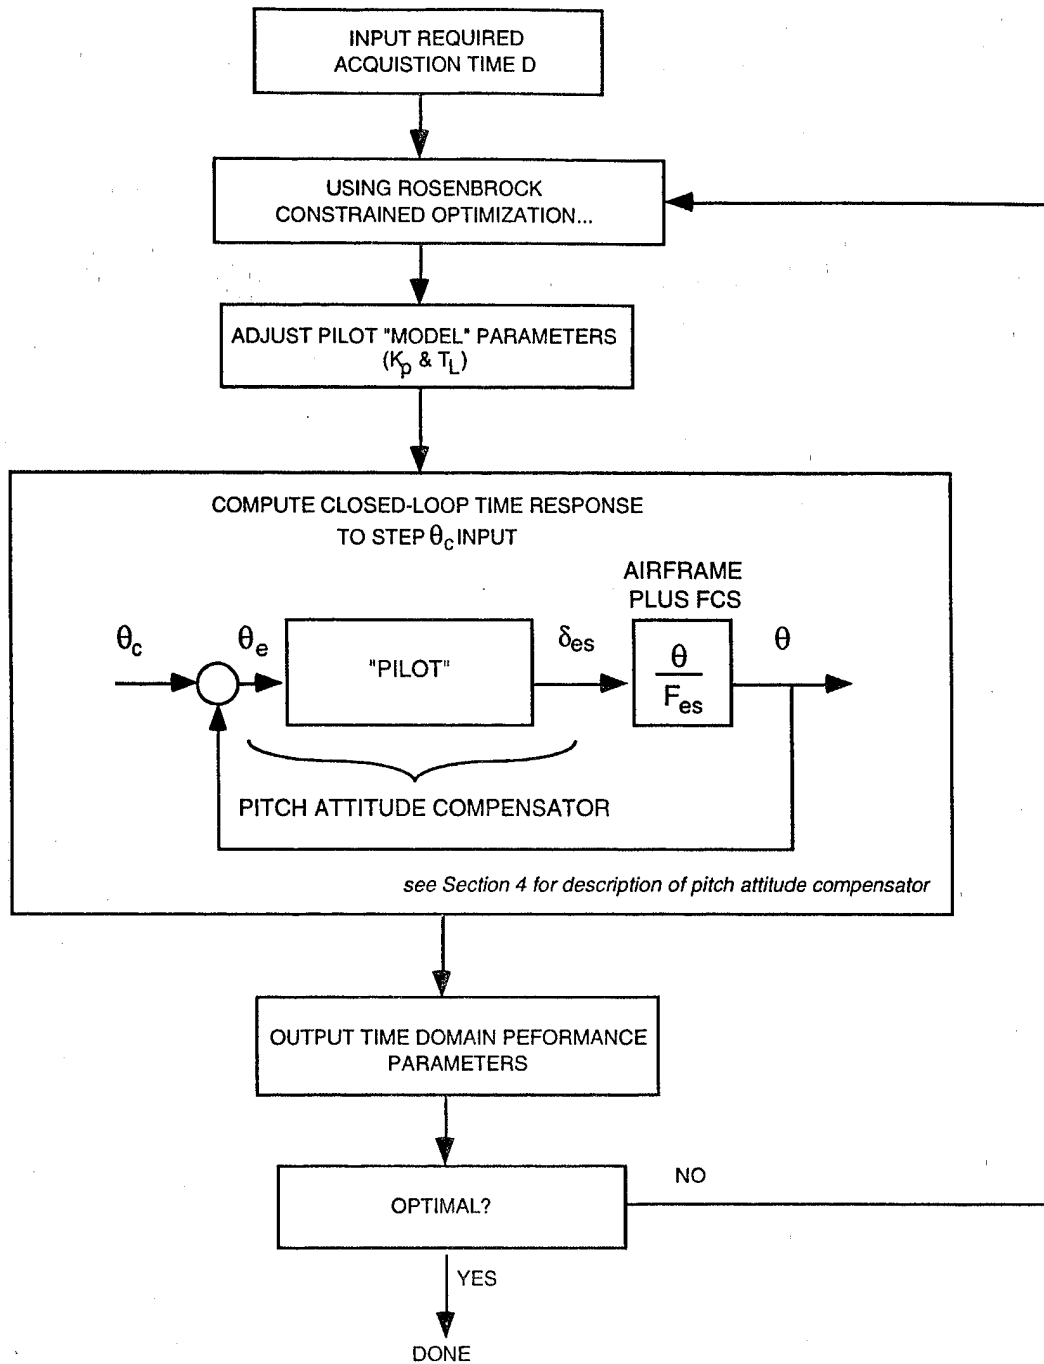 INPUT REQUIRED
ACQUISTION TIME D
USING ROSENBROCK
CONSTRAINED OPTIMIZATION...
ADJUST PILOT "MODEL" PARAMETERS
(Kp & TL)
COMPUTE CLOSED-LOOP TIME RESPONSE
TO STEP θc INPUT
AIRFRAME
PLUS FCS
θc
θe
"PILOT"
δes
θ
Fes
θ
PITCH ATTITUDE COMPENSATOR
see Section 4 for description of pitch attitude compensator
OUTPUT TIME DOMAIN PEFORMANCE
PARAMETERS
OPTIMAL?
NO
YES
DONE